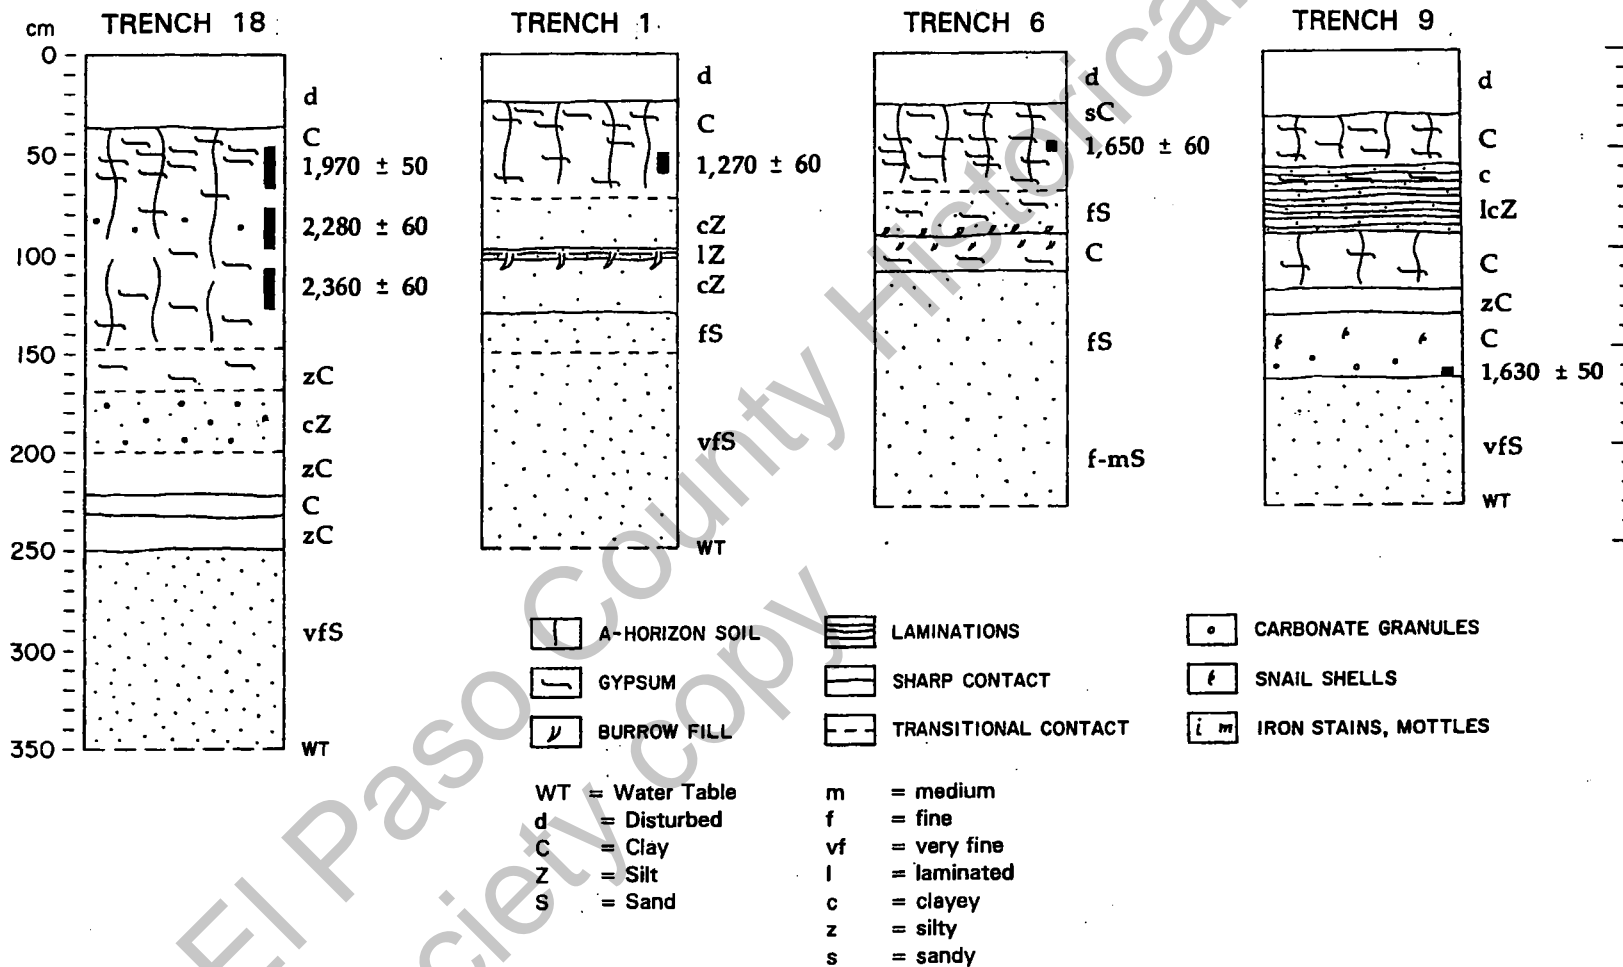 cm
TRENCH 18
TRENCH 1
TRENCH 6
TRENCH 9
0
50
100
150
200
250
300
350
d
C
1,970 ± 50
2,280 ± 60
2,360 ± 60
zC
cZ
zC
C
zC
vfS
WT
d
C
1,270 ± 60
cZ
lZ
cZ
fS
vfS
WT
d
sC
1,650 ± 60
fS
C
fS
f-mS
d
C
c
lcZ
C
zC
C
1,630 ± 50
vfS
WT
A-HORIZON SOIL
GYPSUM
BURROW FILL
LAMINATIONS
SHARP CONTACT
TRANSITIONAL CONTACT
CARBONATE GRANULES
SNAIL SHELLS
i m IRON STAINS, MOTTLES
WT = Water Table
d = Disturbed
C = Clay
Z = Silt
S = Sand
m = medium
f = fine
vf = very fine
l = laminated
c = clayey
z = silty
s = sandy
El Paso County Historical
ciety copy